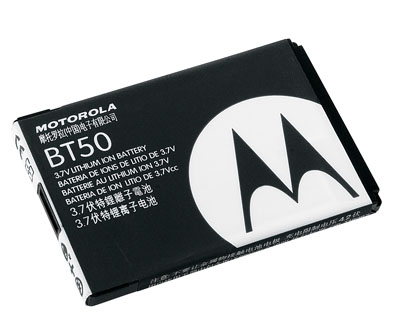 MOTOROLA
摩托罗拉(中国)电子有限公司
BT50
3.7V LITHIUM ION BATTERY
BATERIA DE IONS DE LITIO DE 3,7V
BATTERIE AU LITHIUM ION 3,7V
BATERIA DE ION DE LITIO, DE 3,7Vcc
3.7伏特鋰離子電池
3.7伏特锂离子电池